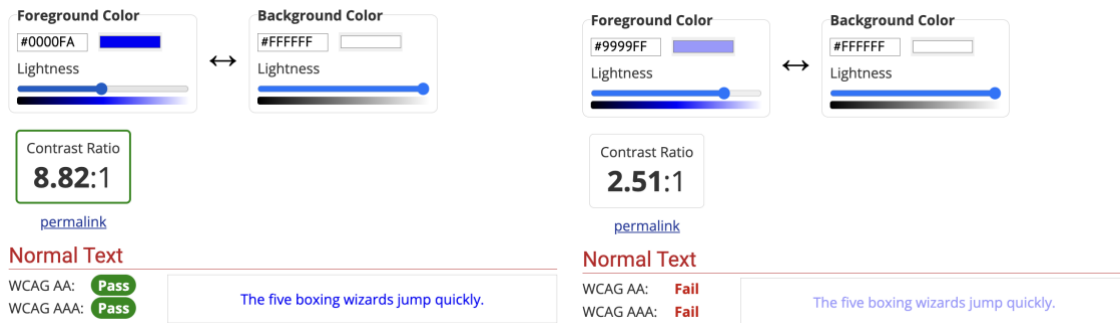 Foreground Color
#0000FA
Lightness
Background Color
#FFFFFF
Lightness
Contrast Ratio
8.82:1
permalink
Normal Text
WCAG AA: Pass
WCAG AAA: Pass
The five boxing wizards jump quickly.
Foreground Color
#9999FF
Lightness
Background Color
#FFFFFF
Lightness
Contrast Ratio
2.51:1
permalink
Normal Text
WCAG AA: Fail
WCAG AAA: Fail
The five boxing wizards jump quickly.